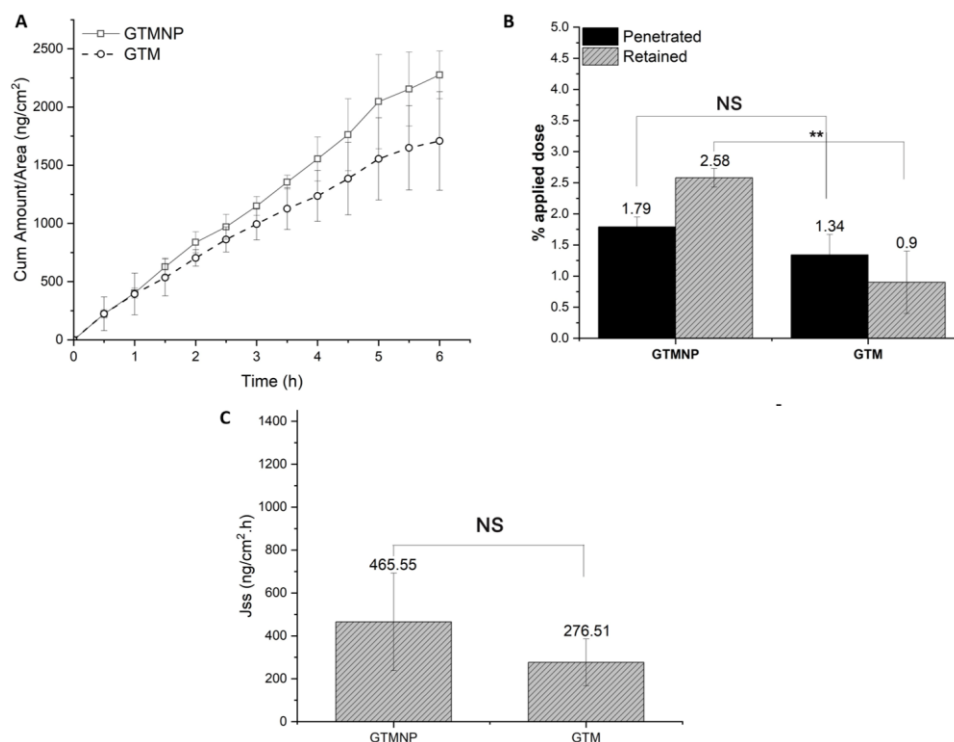 A
GTMNP
GTM
2500
2000
1500
1000
500
0
Cum Amount/Area (ng/cm²)
0 1 2 3 4 5 6
Time (h)
B
Penetrated
Retained
5.0
4.5
4.0
3.5
3.0
2.5
2.0
1.5
1.0
0.5
0.0
% applied dose
NS
**
2.58
1.79
1.34
0.9
GTMNP GTM
C
1400
1200
1000
800
600
400
200
0
Jss (ng/cm².h)
NS
465.55
276.51
GTMNP GTM